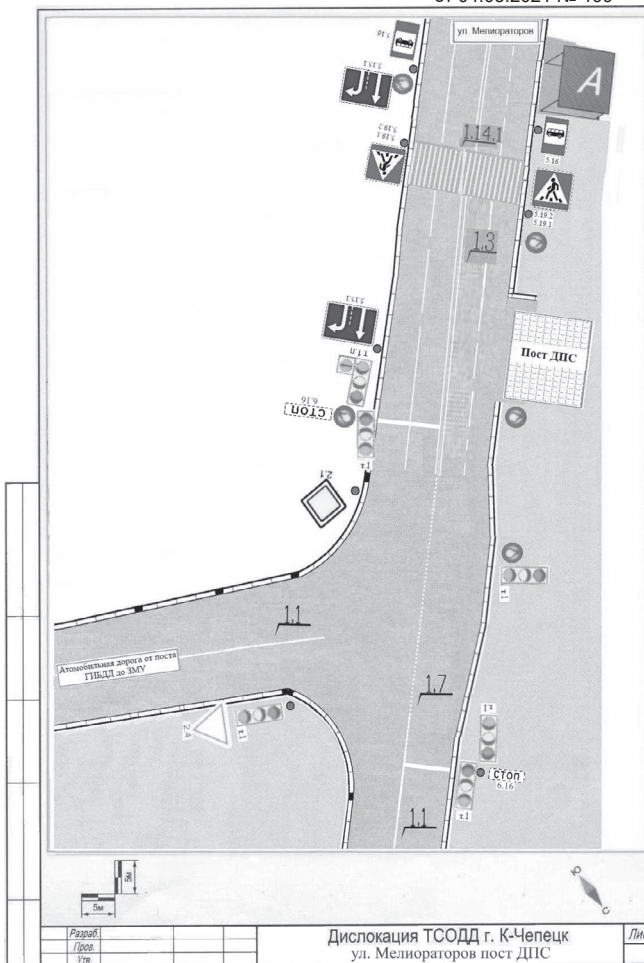 ул Мелиораторов
5.16
5.15.1
A
1.14.1
5.19.2
5.19.1
5.16
5.19.2
5.19.1
1.3
5.15.1
т.1.л
Пост ДПС
6.16
СТОП
т.1
2.1
т.1
1.1
Атомобильная дорога от поста
ГИБДД до ЗМУ
1.7
2.4
т.1
т.1
СТОП
6.16
т.1
1.1
5м
5м
Ю
С
Разраб.
Пров.
Утв.
Дислокация ТСОДД г. К-Чепецк
ул. Мелиораторов пост ДПС